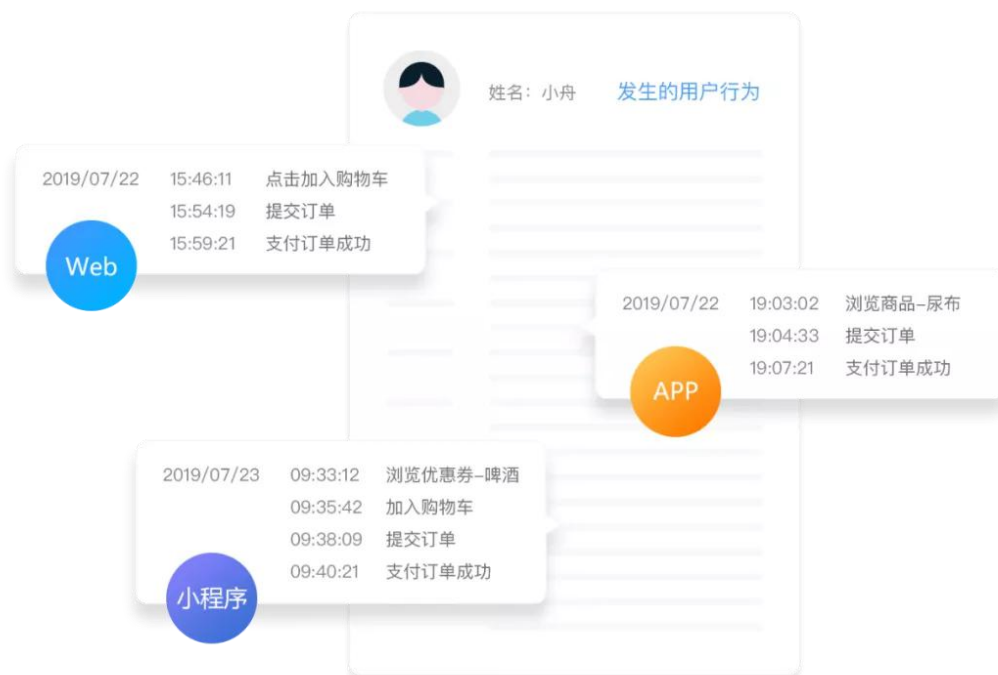 姓名：小舟 发生的用户行为
2019/07/22 15:46:11 点击加入购物车
15:54:19 提交订单
15:59:21 支付订单成功
Web
2019/07/22 19:03:02 浏览商品-尿布
19:04:33 提交订单
19:07:21 支付订单成功
APP
2019/07/23 09:33:12 浏览优惠券-啤酒
09:35:42 加入购物车
09:38:09 提交订单
09:40:21 支付订单成功
小程序